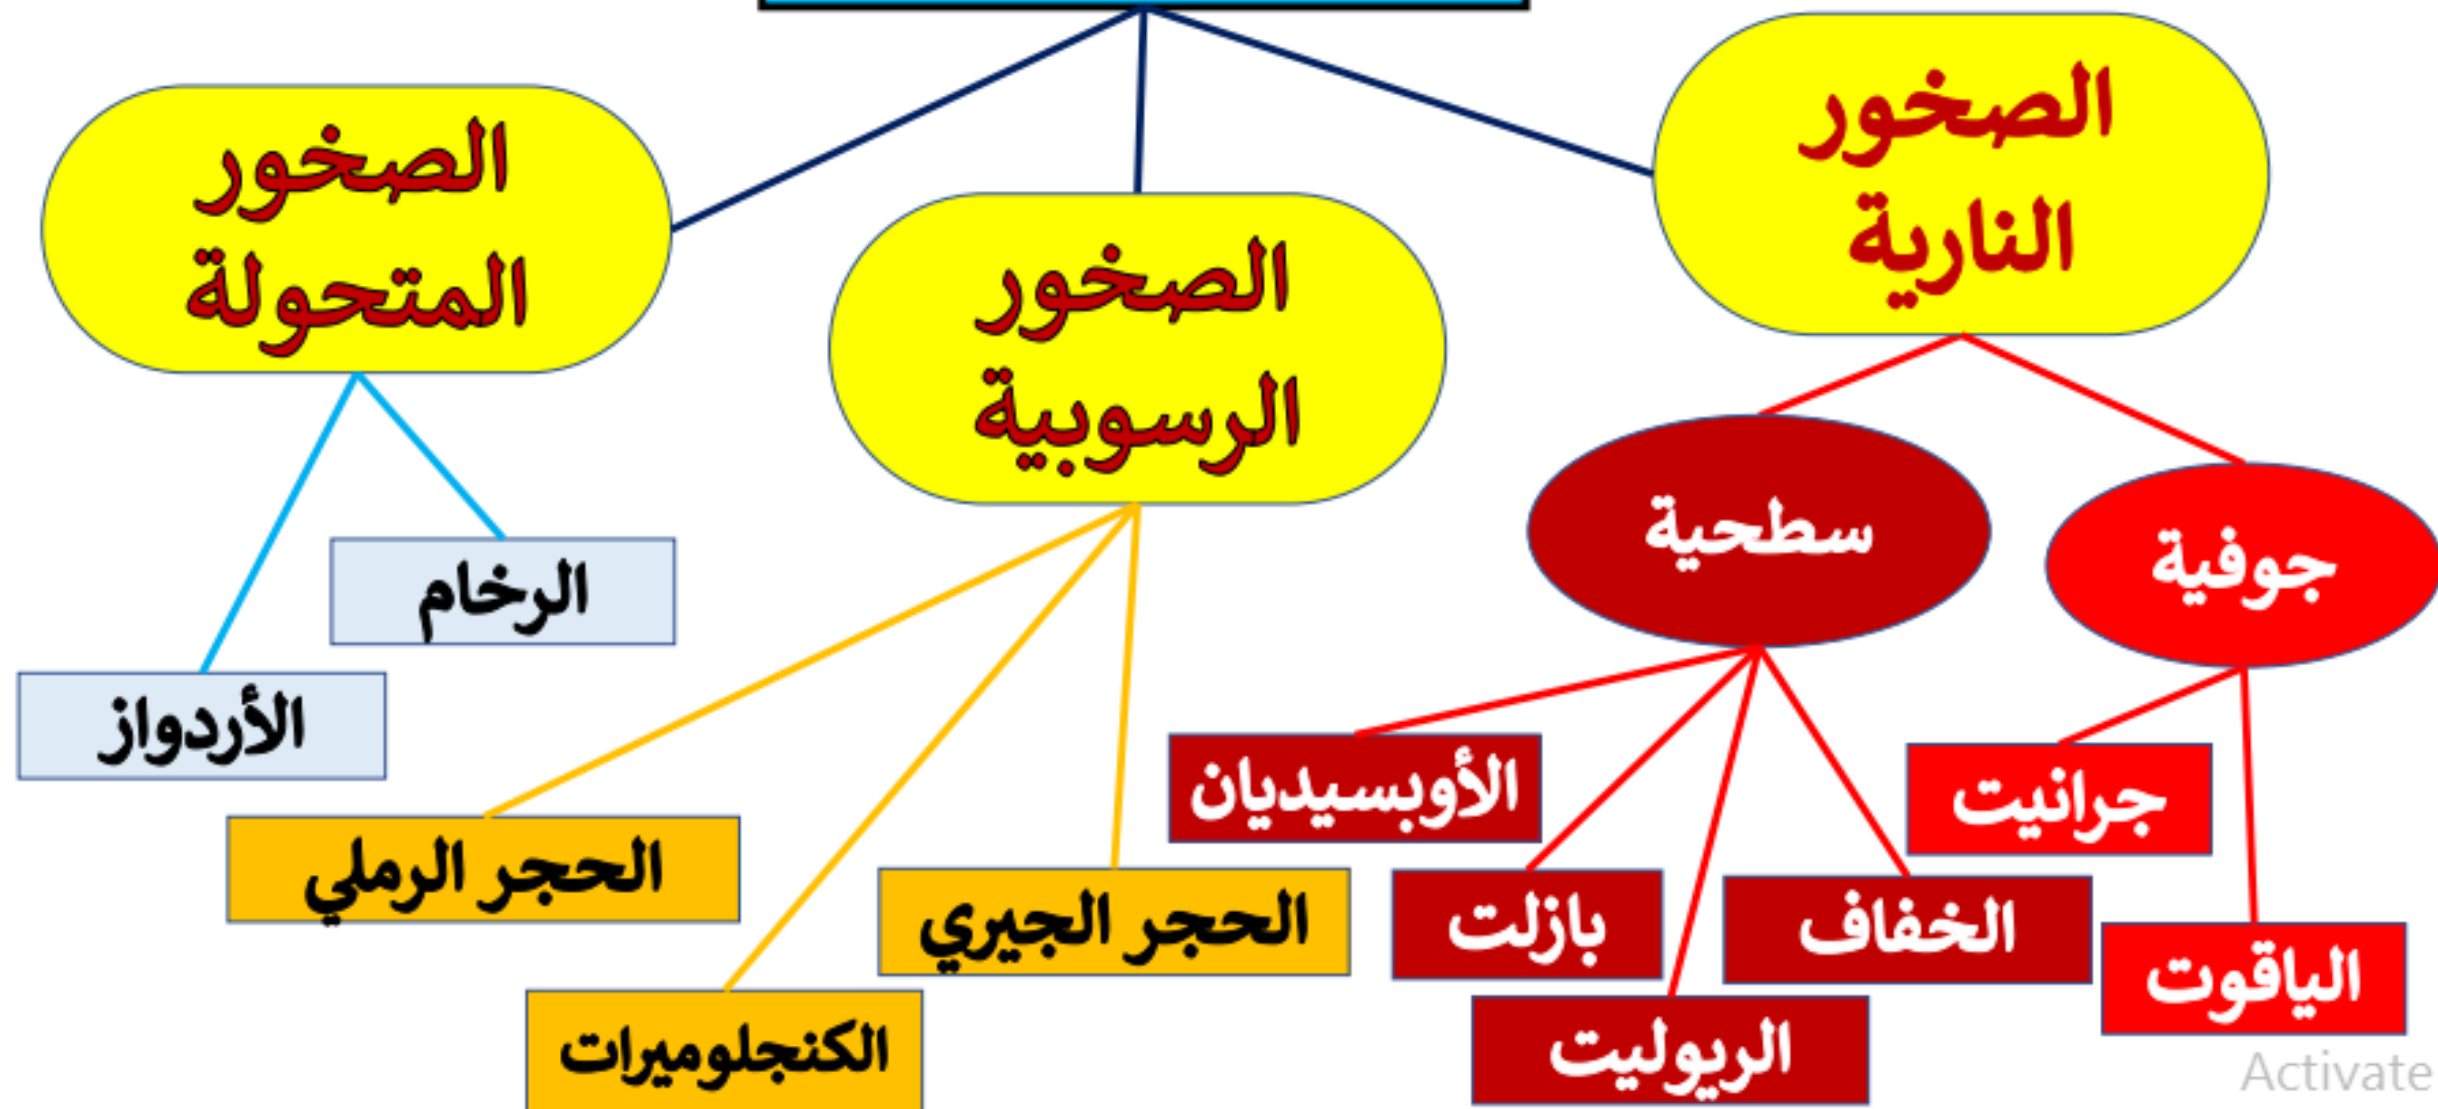 الصخور
النارية
الصخور
المتحولة
الصخور
الرسوبية
سطحية
جوفية
الرخام
الأردواز
الأوبسيديان
جرانيت
الحجر الرملي
الحجر الجيري
بازلت
الخفاف
الياقوت
الكنجلوميرات
الريوليت
Activate